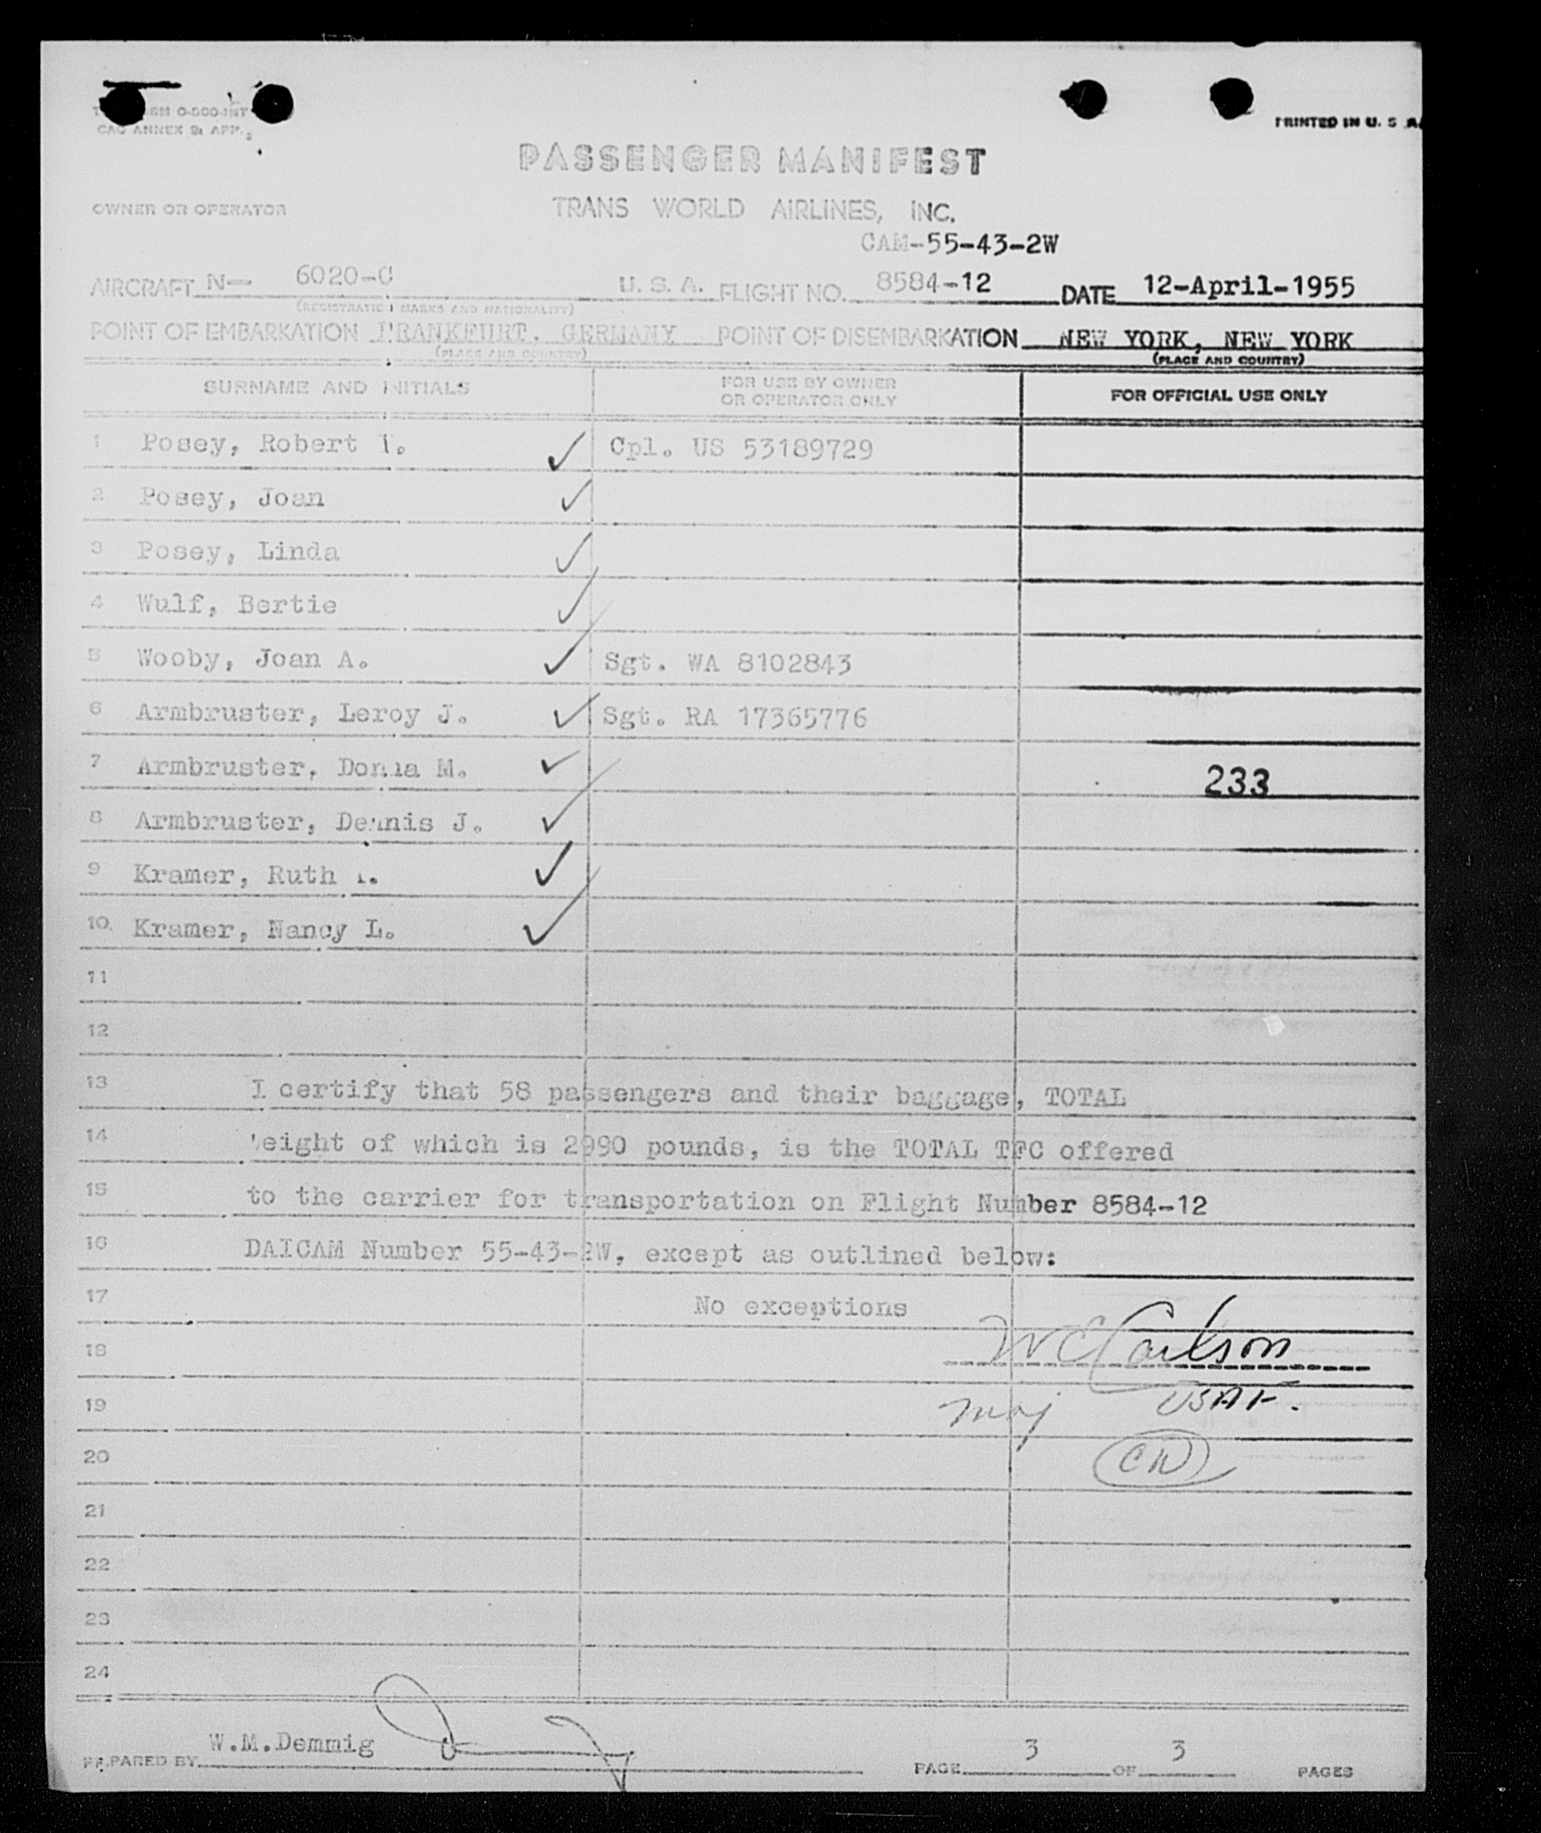 CAO ANNEX 9, APP. 2
PRINTED IN U. S. A.
PASSENGER MANIFEST
OWNER OR OPERATOR TRANS WORLD AIRLINES, INC.
CAM-55-43-2W
AIRCRAFT N- 6020-C U. S. A. FLIGHT NO. 8584-12 DATE 12-April-1955
(REGISTRATION MARKS AND NATIONALITY)
POINT OF EMBARKATION FRANKFURT, GERMANY POINT OF DISEMBARKATION NEW YORK, NEW YORK
(PLACE AND COUNTRY) (PLACE AND COUNTRY)
SURNAME AND INITIALS FOR USE BY OWNER OR OPERATOR ONLY FOR OFFICIAL USE ONLY
1 Posey, Robert ✓ Cpl. US 53189729
2 Posey, Joan ✓
3 Posey, Linda ✓
4 Wulf, Bertie ✓
5 Wooby, Joan A. ✓ Sgt. WA 8102843
6 Armbruster, Leroy J. ✓ Sgt. RA 17365776
7 Armbruster, Donna M. ✓ 233
8 Armbruster, Dennis J. ✓
9 Kramer, Ruth ✓
10 Kramer, Nancy L. ✓
11
12
13 I certify that 58 passengers and their baggage, TOTAL
14 weight of which is 2990 pounds, is the TOTAL TFC offered
15 to the carrier for transportation on Flight Number 8584-12
16 DAICAM Number 55-43-2W, except as outlined below:
17 No exceptions
18 W C Carlson
19 Maj USAF.
20
21
22
23
24
PREPARED BY W.M.Demmig PAGE 3 OF 3 PAGES